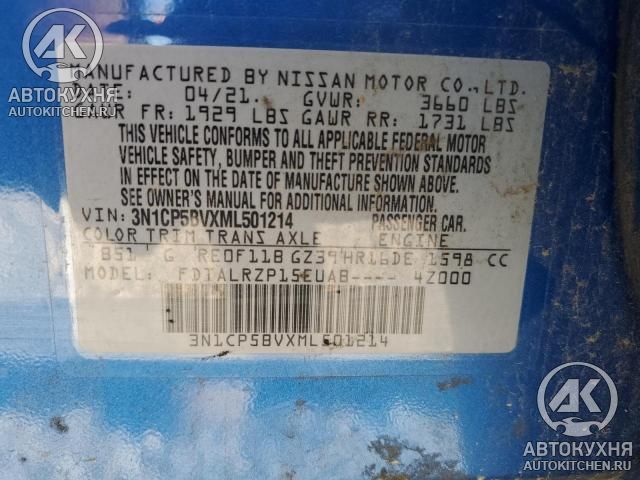 AK
АВТОКУХНЯ
AUTOKITCHEN.RU
MANUFACTURED BY NISSAN MOTOR CO., LTD.
DATE: 04/21. GVWR: 3660 LBS
GAWR FR: 1929 LBS GAWR RR: 1731 LBS
THIS VEHICLE CONFORMS TO ALL APPLICABLE FEDERAL MOTOR
VEHICLE SAFETY, BUMPER AND THEFT PREVENTION STANDARDS
IN EFFECT ON THE DATE OF MANUFACTURE SHOWN ABOVE.
SEE OWNER'S MANUAL FOR ADDITIONAL INFORMATION.
VIN: 3N1CP5BVXML501214 PASSENGER CAR.
COLOR TRIM TRANS AXLE ENGINE
B51 G RE0F11B GZ39 HR16DE 1598 CC
MODEL: FDTALRZP15EUAB---- 4Z000
3N1CP5BVXML501214
AK
АВТОКУХНЯ
AUTOKITCHEN.RU